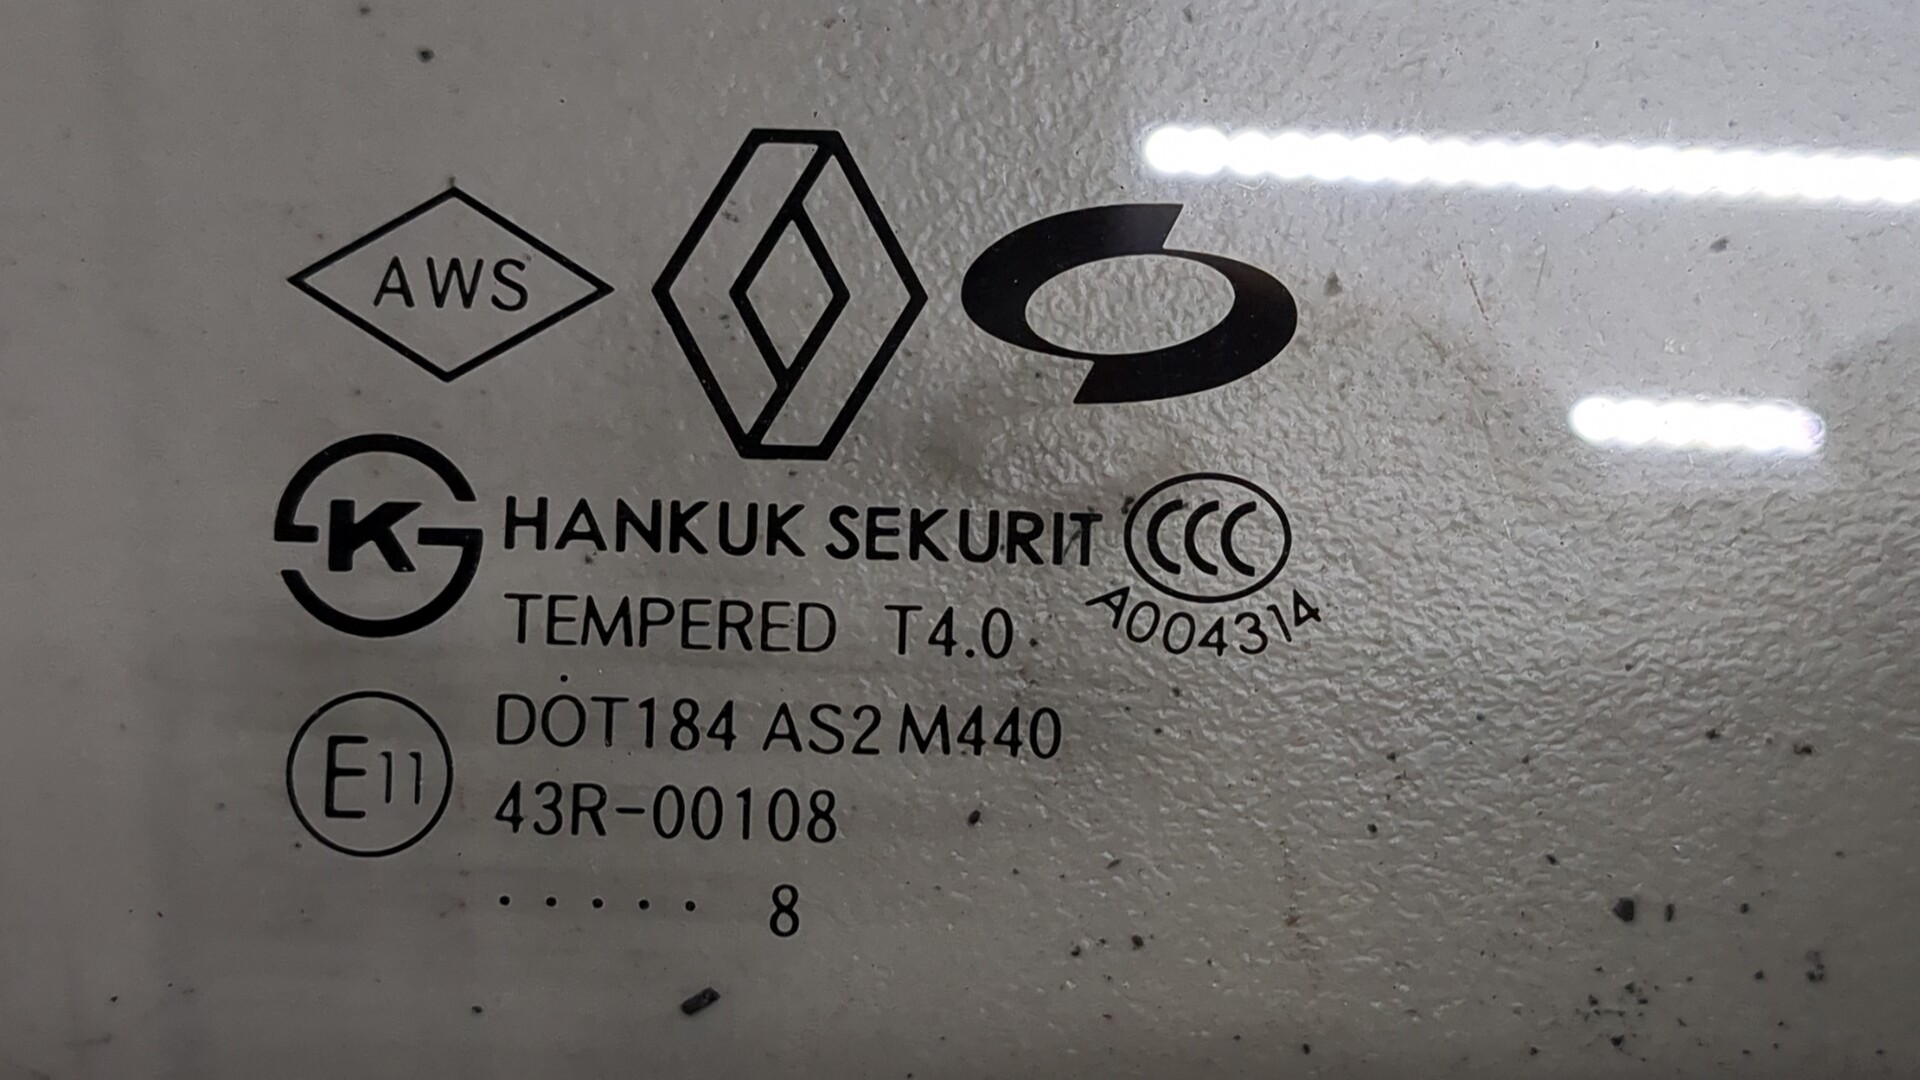 AWS
K
HANKUK SEKURIT
CCC
TEMPERED T4.0
A004314
DOT184 AS2 M440
E11
43R-00108
. . . . . 8